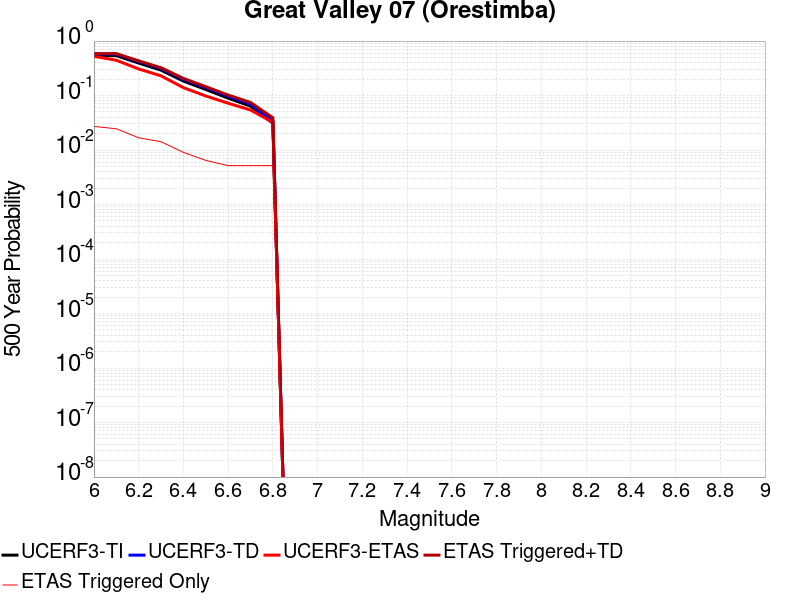 Great Valley 07 (Orestimba)
10^0
10^-1
10^-2
10^-3
10^-4
10^-5
10^-6
10^-7
10^-8
500 Year Probability
6 6.2 6.4 6.6 6.8 7 7.2 7.4 7.6 7.8 8 8.2 8.4 8.6 8.8 9
Magnitude
UCERF3-TI UCERF3-TD UCERF3-ETAS ETAS Triggered+TD
ETAS Triggered Only